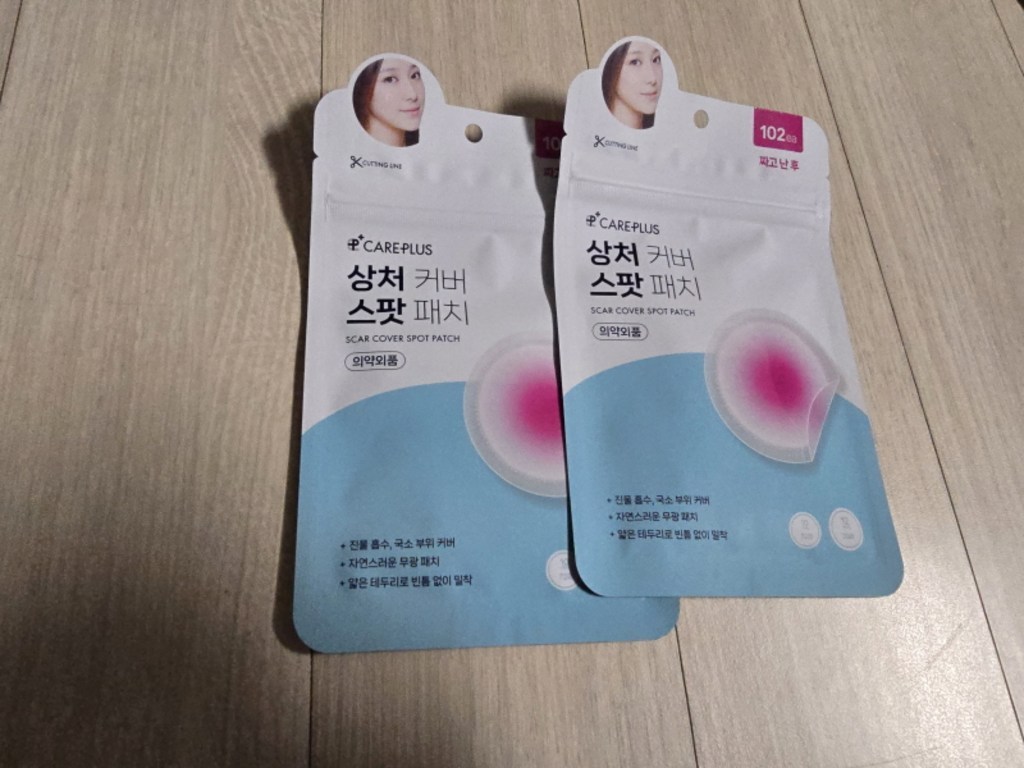 CUTTING LINE
10
CAREPLUS
상처 커버
스팟 패치
SCAR COVER SPOT PATCH
의약외품
+ 진물 흡수, 국소 부위 커버
+ 자연스러운 무광 패치
+ 얇은 테두리로 빈틈 없이 밀착
CUTTING LINE
102ea
짜고 난 후
CAREPLUS
상처 커버
스팟 패치
SCAR COVER SPOT PATCH
의약외품
+ 진물 흡수, 국소 부위 커버
+ 자연스러운 무광 패치
+ 얇은 테두리로 빈틈 없이 밀착